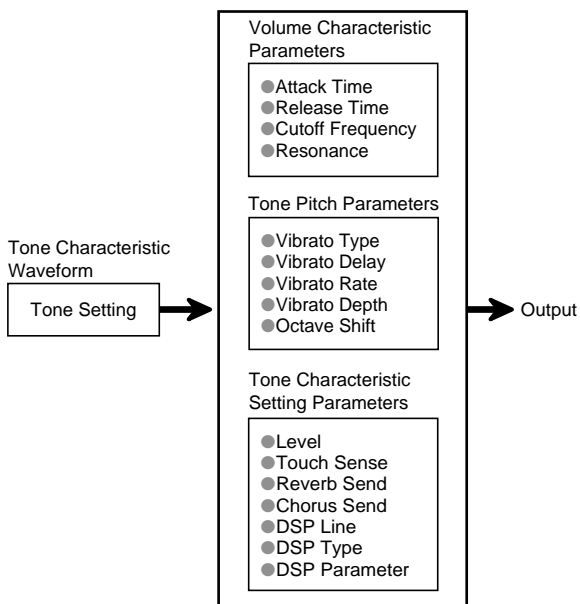 Volume Characteristic
Parameters
●Attack Time
●Release Time
●Cutoff Frequency
●Resonance
Tone Pitch Parameters
●Vibrato Type
●Vibrato Delay
●Vibrato Rate
●Vibrato Depth
●Octave Shift
Tone Characteristic
Waveform
Tone Setting
Output
Tone Characteristic
Setting Parameters
●Level
●Touch Sense
●Reverb Send
●Chorus Send
●DSP Line
●DSP Type
●DSP Parameter